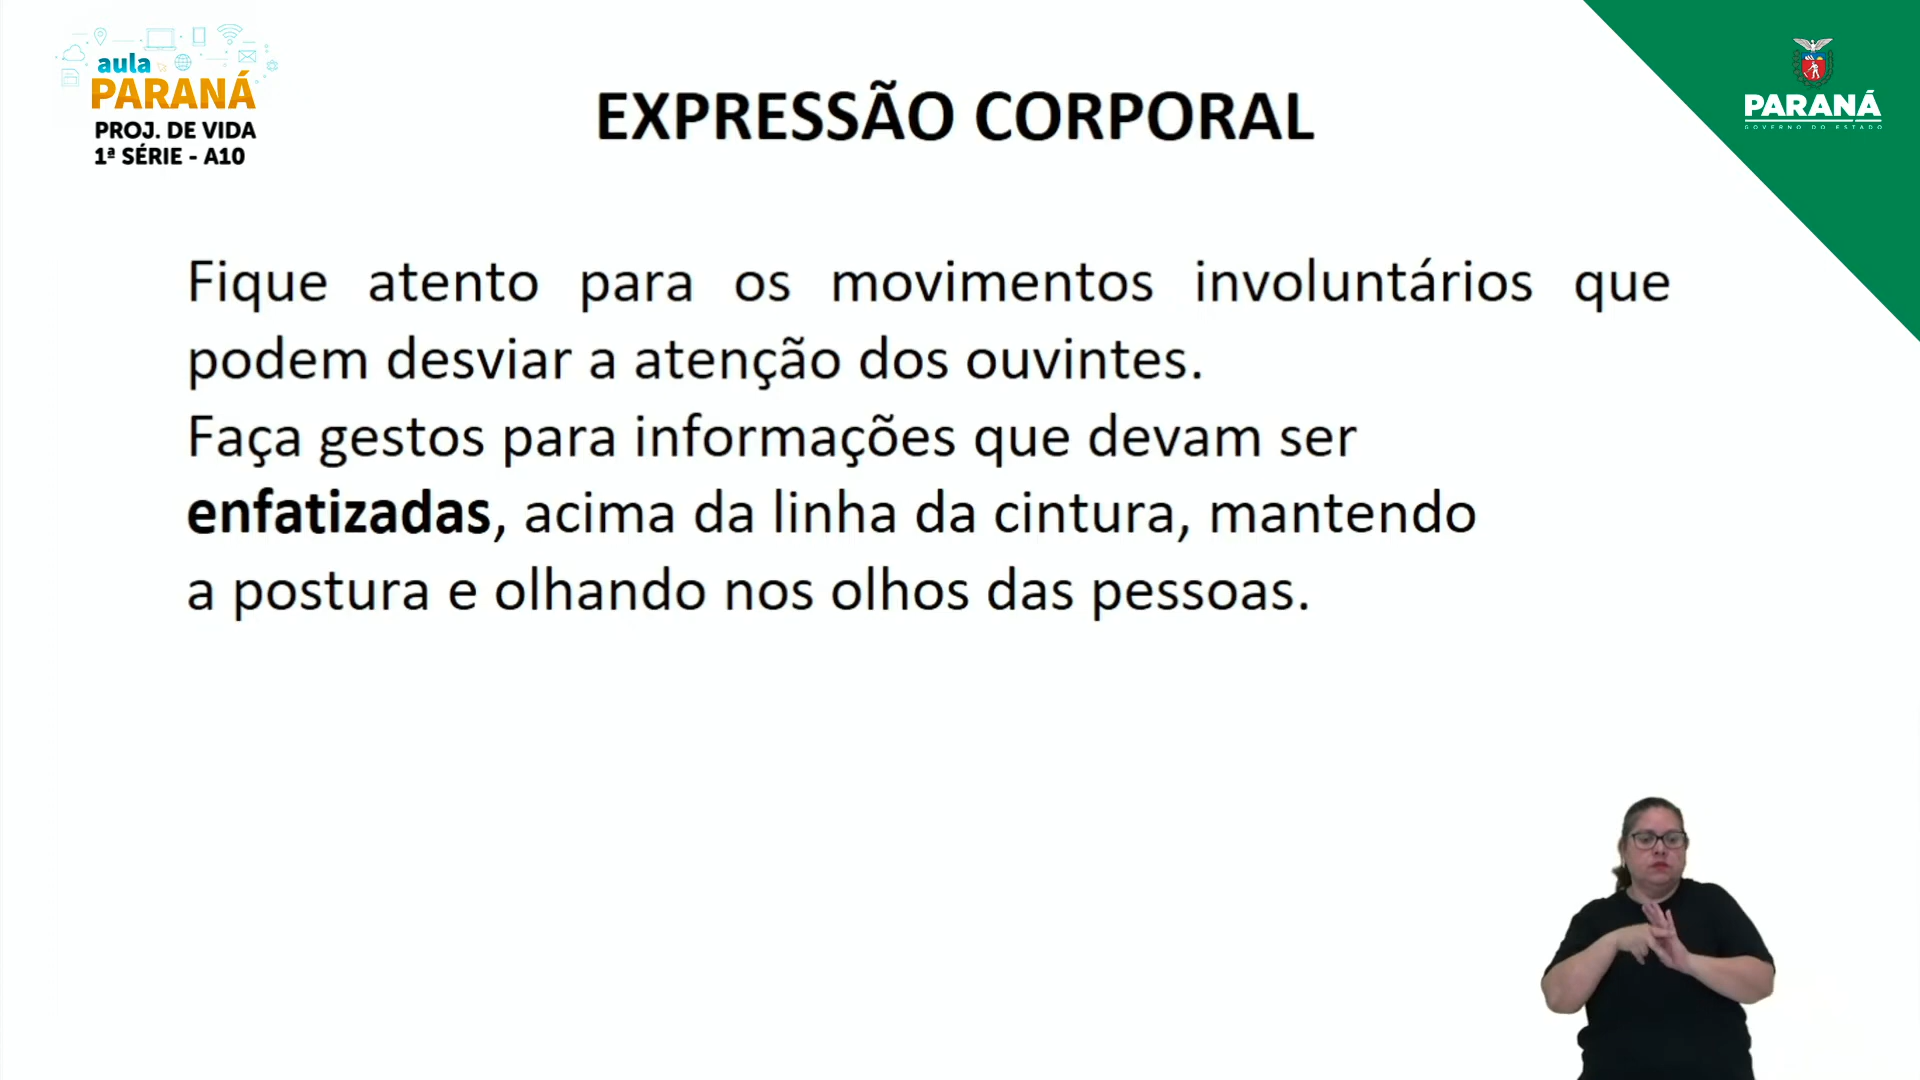 aula
PARANÁ
PROJ. DE VIDA
1ª SÉRIE - A10
EXPRESSÃO CORPORAL
PARANÁ
GOVERNO DO ESTADO
Fique atento para os movimentos involuntários que
podem desviar a atenção dos ouvintes.
Faça gestos para informações que devam ser
enfatizadas, acima da linha da cintura, mantendo
a postura e olhando nos olhos das pessoas.